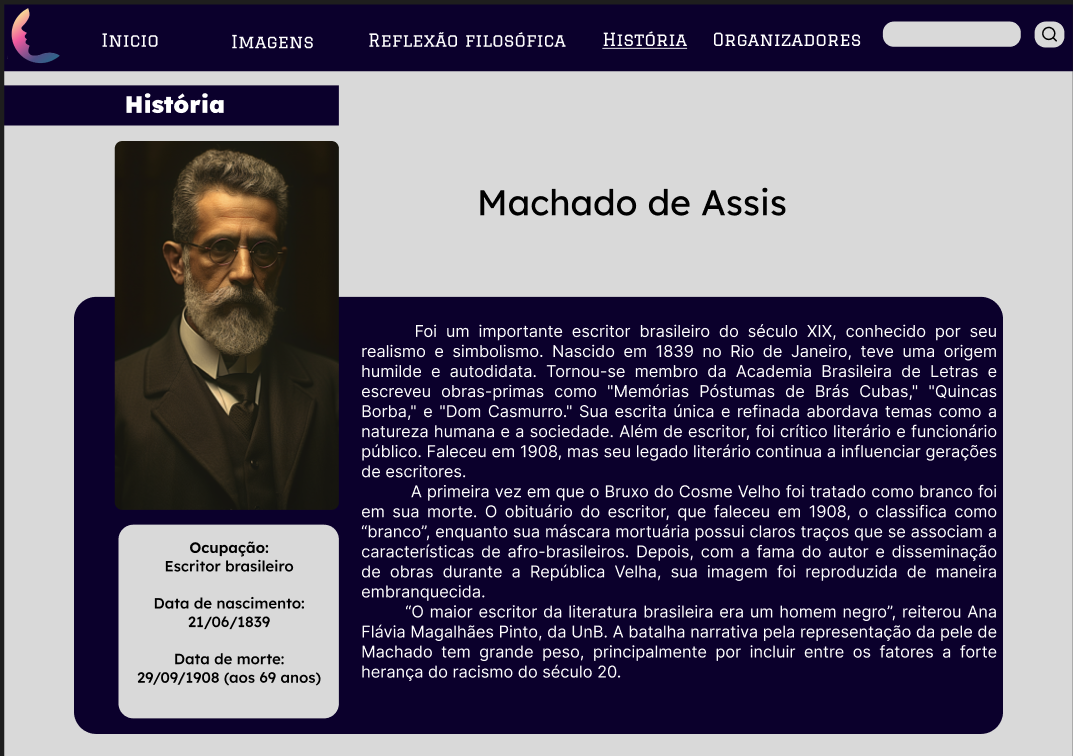 Inicio
Imagens
Reflexão filosófica
História
Organizadores
História
Machado de Assis
Foi um importante escritor brasileiro do século XIX, conhecido por seu
realismo e simbolismo. Nascido em 1839 no Rio de Janeiro, teve uma origem
humilde e autodidata. Tornou-se membro da Academia Brasileira de Letras e
escreveu obras-primas como "Memórias Póstumas de Brás Cubas," "Quincas
Borba," e "Dom Casmurro." Sua escrita única e refinada abordava temas como a
natureza humana e a sociedade. Além de escritor, foi crítico literário e funcionário
público. Faleceu em 1908, mas seu legado literário continua a influenciar gerações
de escritores.
A primeira vez em que o Bruxo do Cosme Velho foi tratado como branco foi
em sua morte. O obituário do escritor, que faleceu em 1908, o classifica como
“branco”, enquanto sua máscara mortuária possui claros traços que se associam a
características de afro-brasileiros. Depois, com a fama do autor e disseminação
de obras durante a República Velha, sua imagem foi reproduzida de maneira
embranquecida.
“O maior escritor da literatura brasileira era um homem negro”, reiterou Ana
Flávia Magalhães Pinto, da UnB. A batalha narrativa pela representação da pele de
Machado tem grande peso, principalmente por incluir entre os fatores a forte
herança do racismo do século 20.
Ocupação:
Escritor brasileiro
Data de nascimento:
21/06/1839
Data de morte:
29/09/1908 (aos 69 anos)